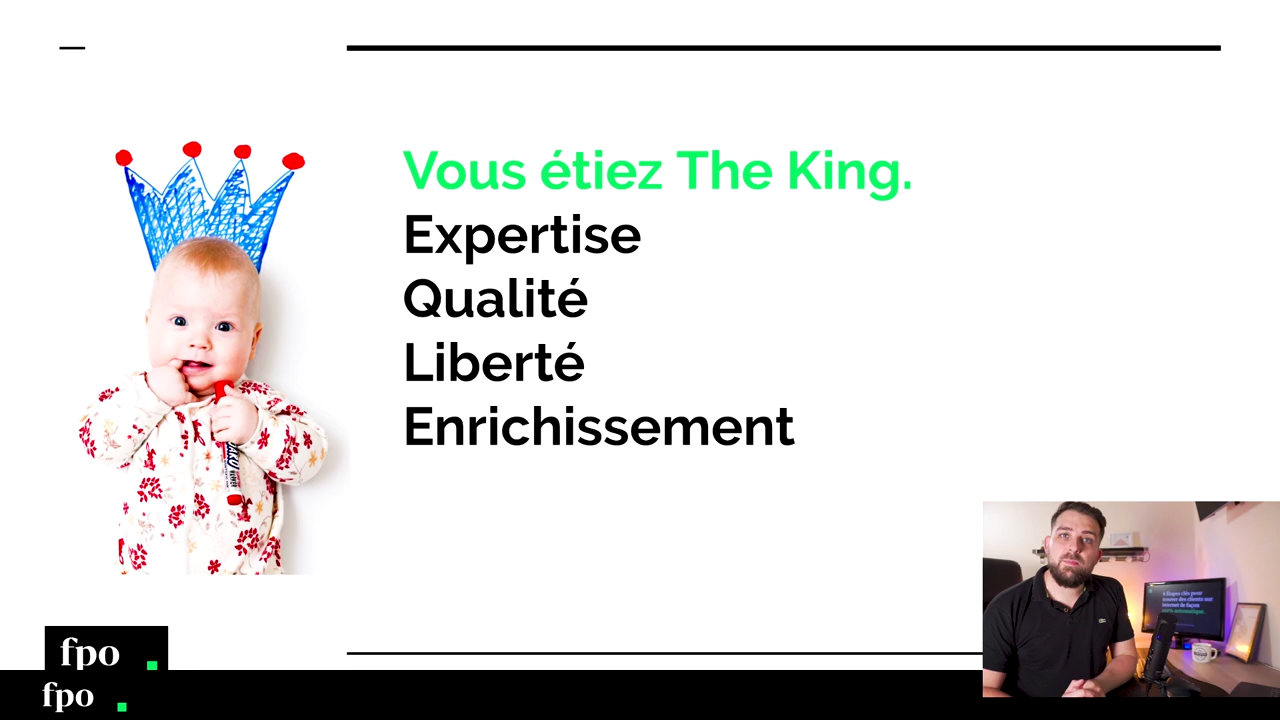 Vous étiez The King.
Expertise
Qualité
Liberté
Enrichissement
fpo
fpo